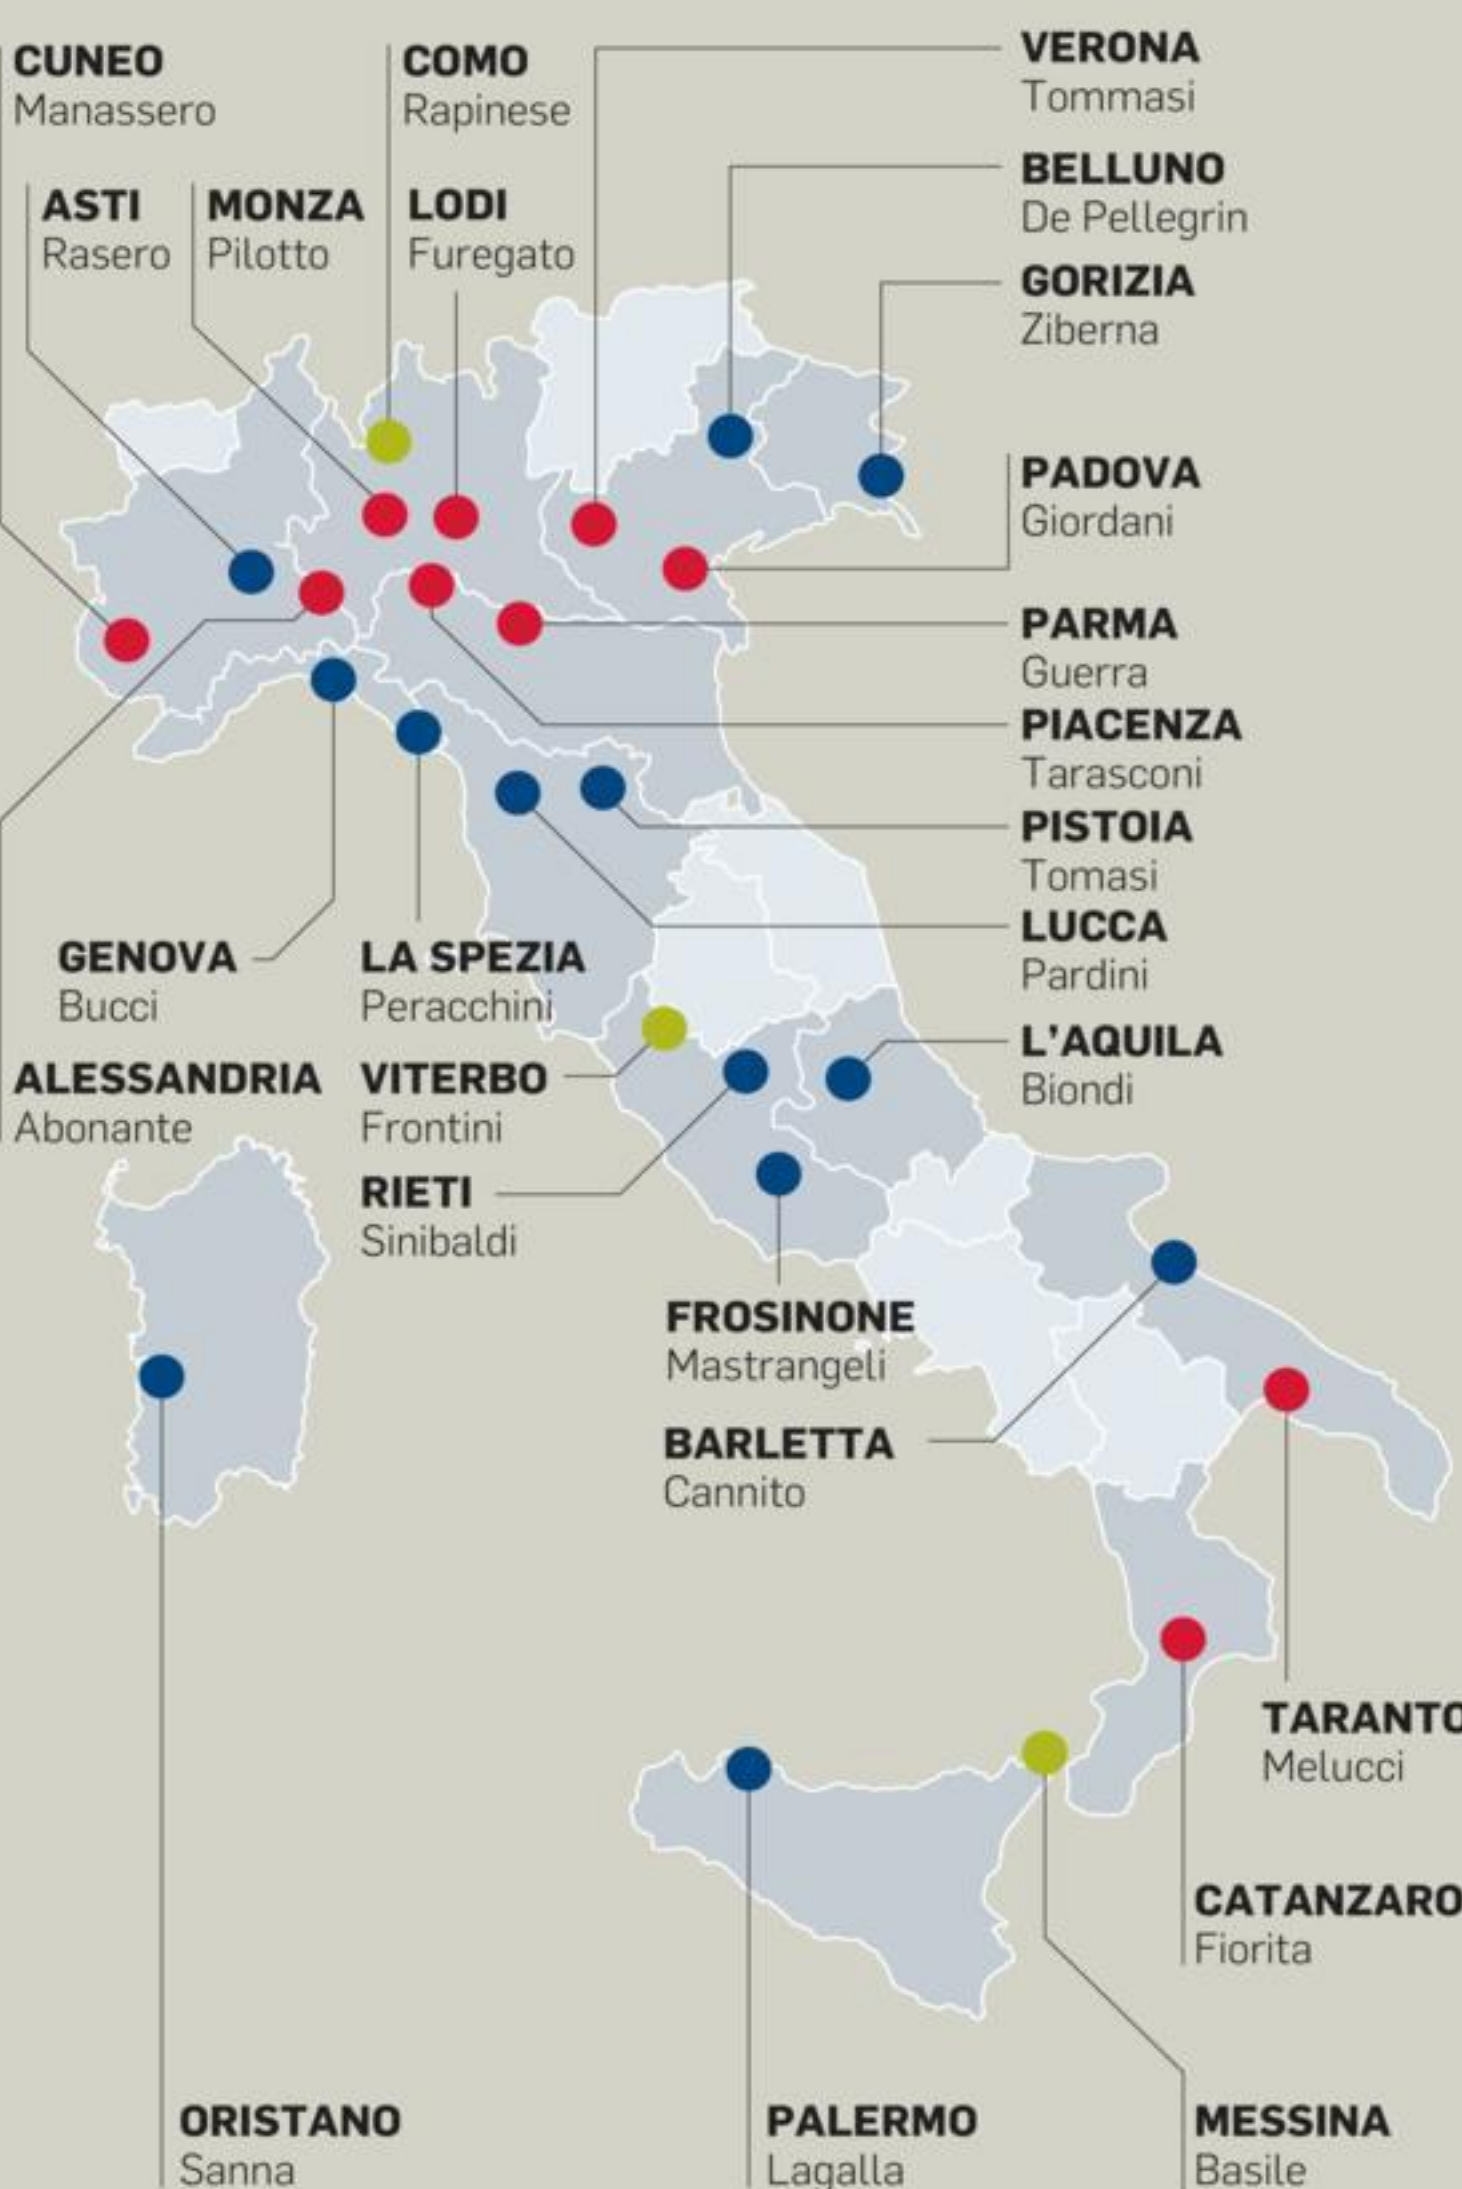 CUNEO
Manassero
COMO
Rapinese
VERONA
Tommasi
ASTI
Rasero
MONZA
Pilotto
LODI
Furegato
BELLUNO
De Pellegrin
GORIZIA
Ziberna
PADOVA
Giordani
PARMA
Guerra
PIACENZA
Tarasconi
PISTOIA
Tomasi
LUCCA
Pardini
GENOVA
Bucci
LA SPEZIA
Peracchini
L'AQUILA
Biondi
ALESSANDRIA
Abonante
VITERBO
Frontini
RIETI
Sinibaldi
FROSINONE
Mastrangeli
BARLETTA
Cannito
TARANTO
Melucci
CATANZARO
Fiorita
ORISTANO
Sanna
PALERMO
Lagalla
MESSINA
Basile